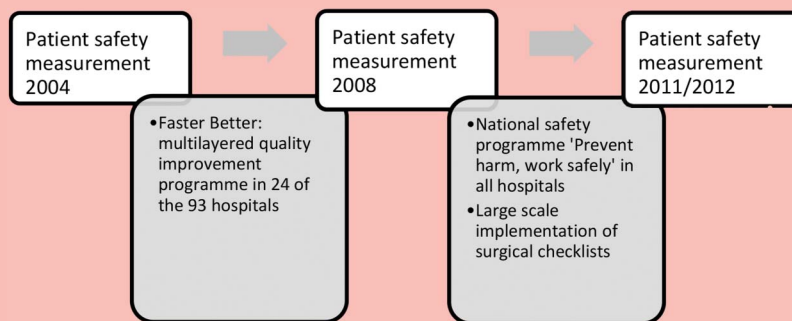 Patient safety
measurement
2004
Patient safety
measurement
2008
Patient safety
measurement
2011/2012
•Faster Better:
multilayered quality
improvement
programme in 24 of
the 93 hospitals
•National safety
programme 'Prevent
harm, work safely' in
all hospitals
•Large scale
implementation of
surgical checklists